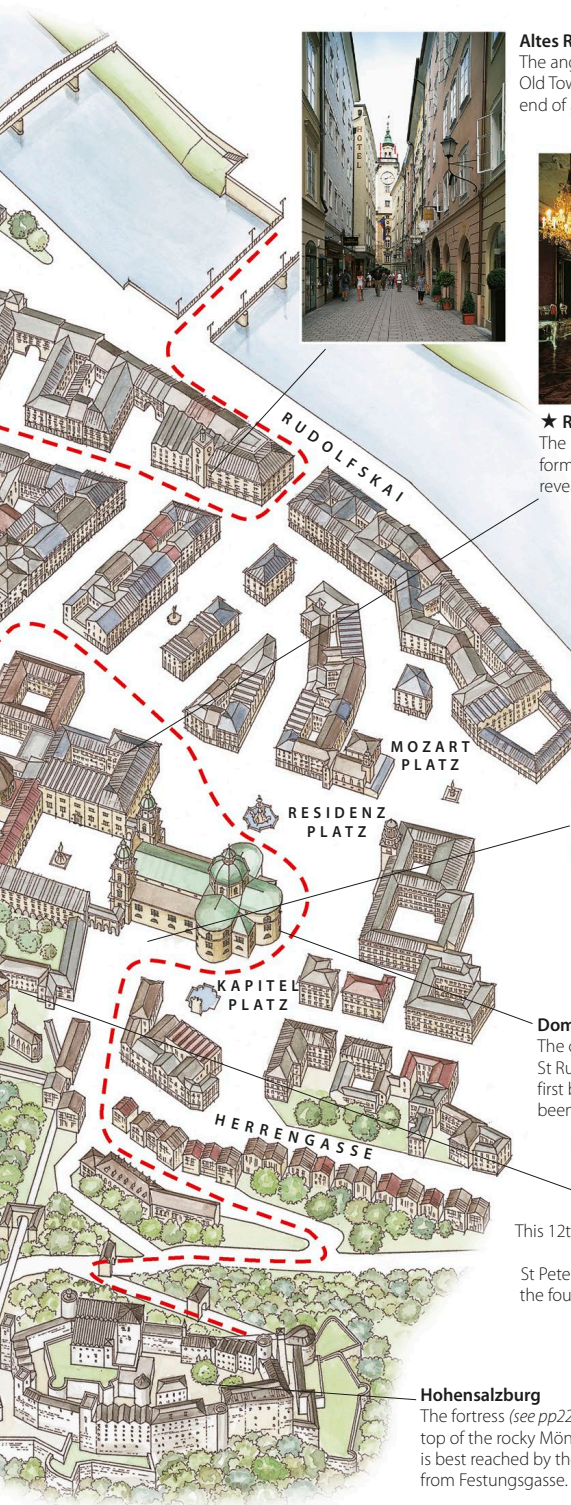 Altes R
The ang
Old Tow
end of
HOTEL
★ R
The
form
reve
RUDOLFSKAI
MOZART
PLATZ
RESIDENZ
PLATZ
KAPITEL
PLATZ
Dom
The c
St Ru
first b
been
HERRENGASSE
This 12t
St Pete
the fou
Hohensalzburg
The fortress (see pp22
top of the rocky Mön
is best reached by the
from Festungsgasse.